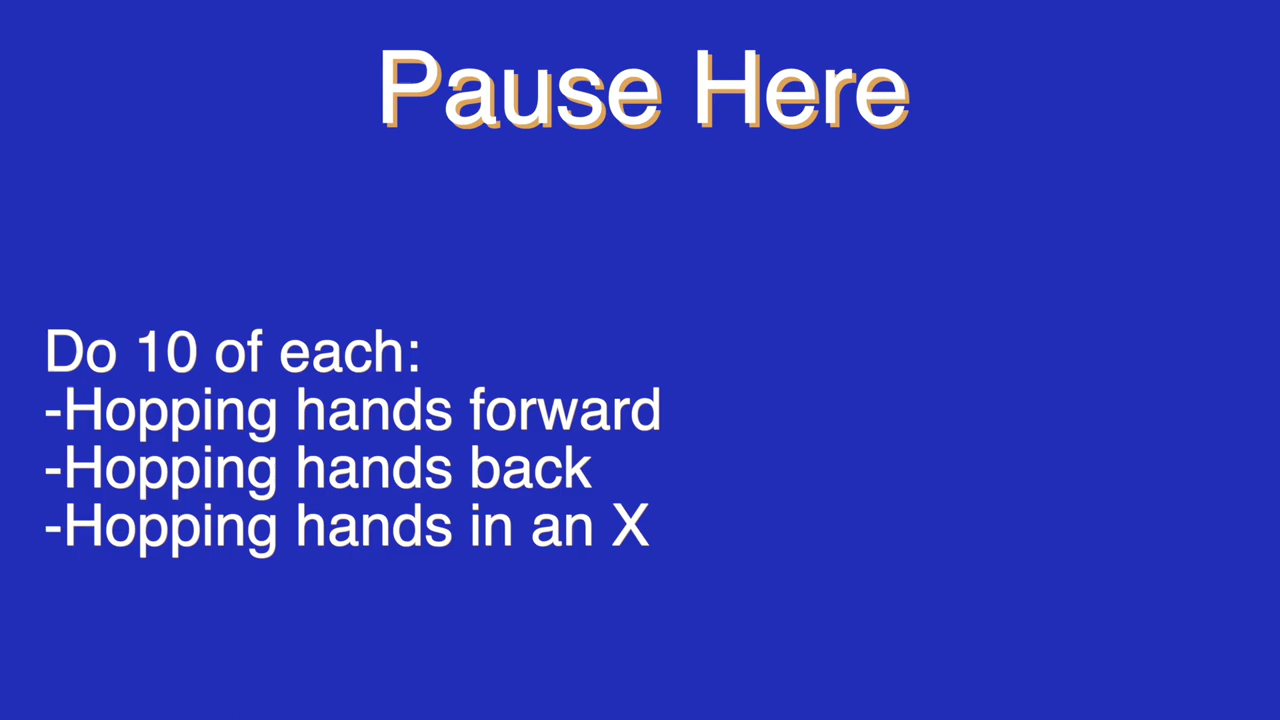 Pause Here
Do 10 of each:
-Hopping hands forward
-Hopping hands back
-Hopping hands in an X